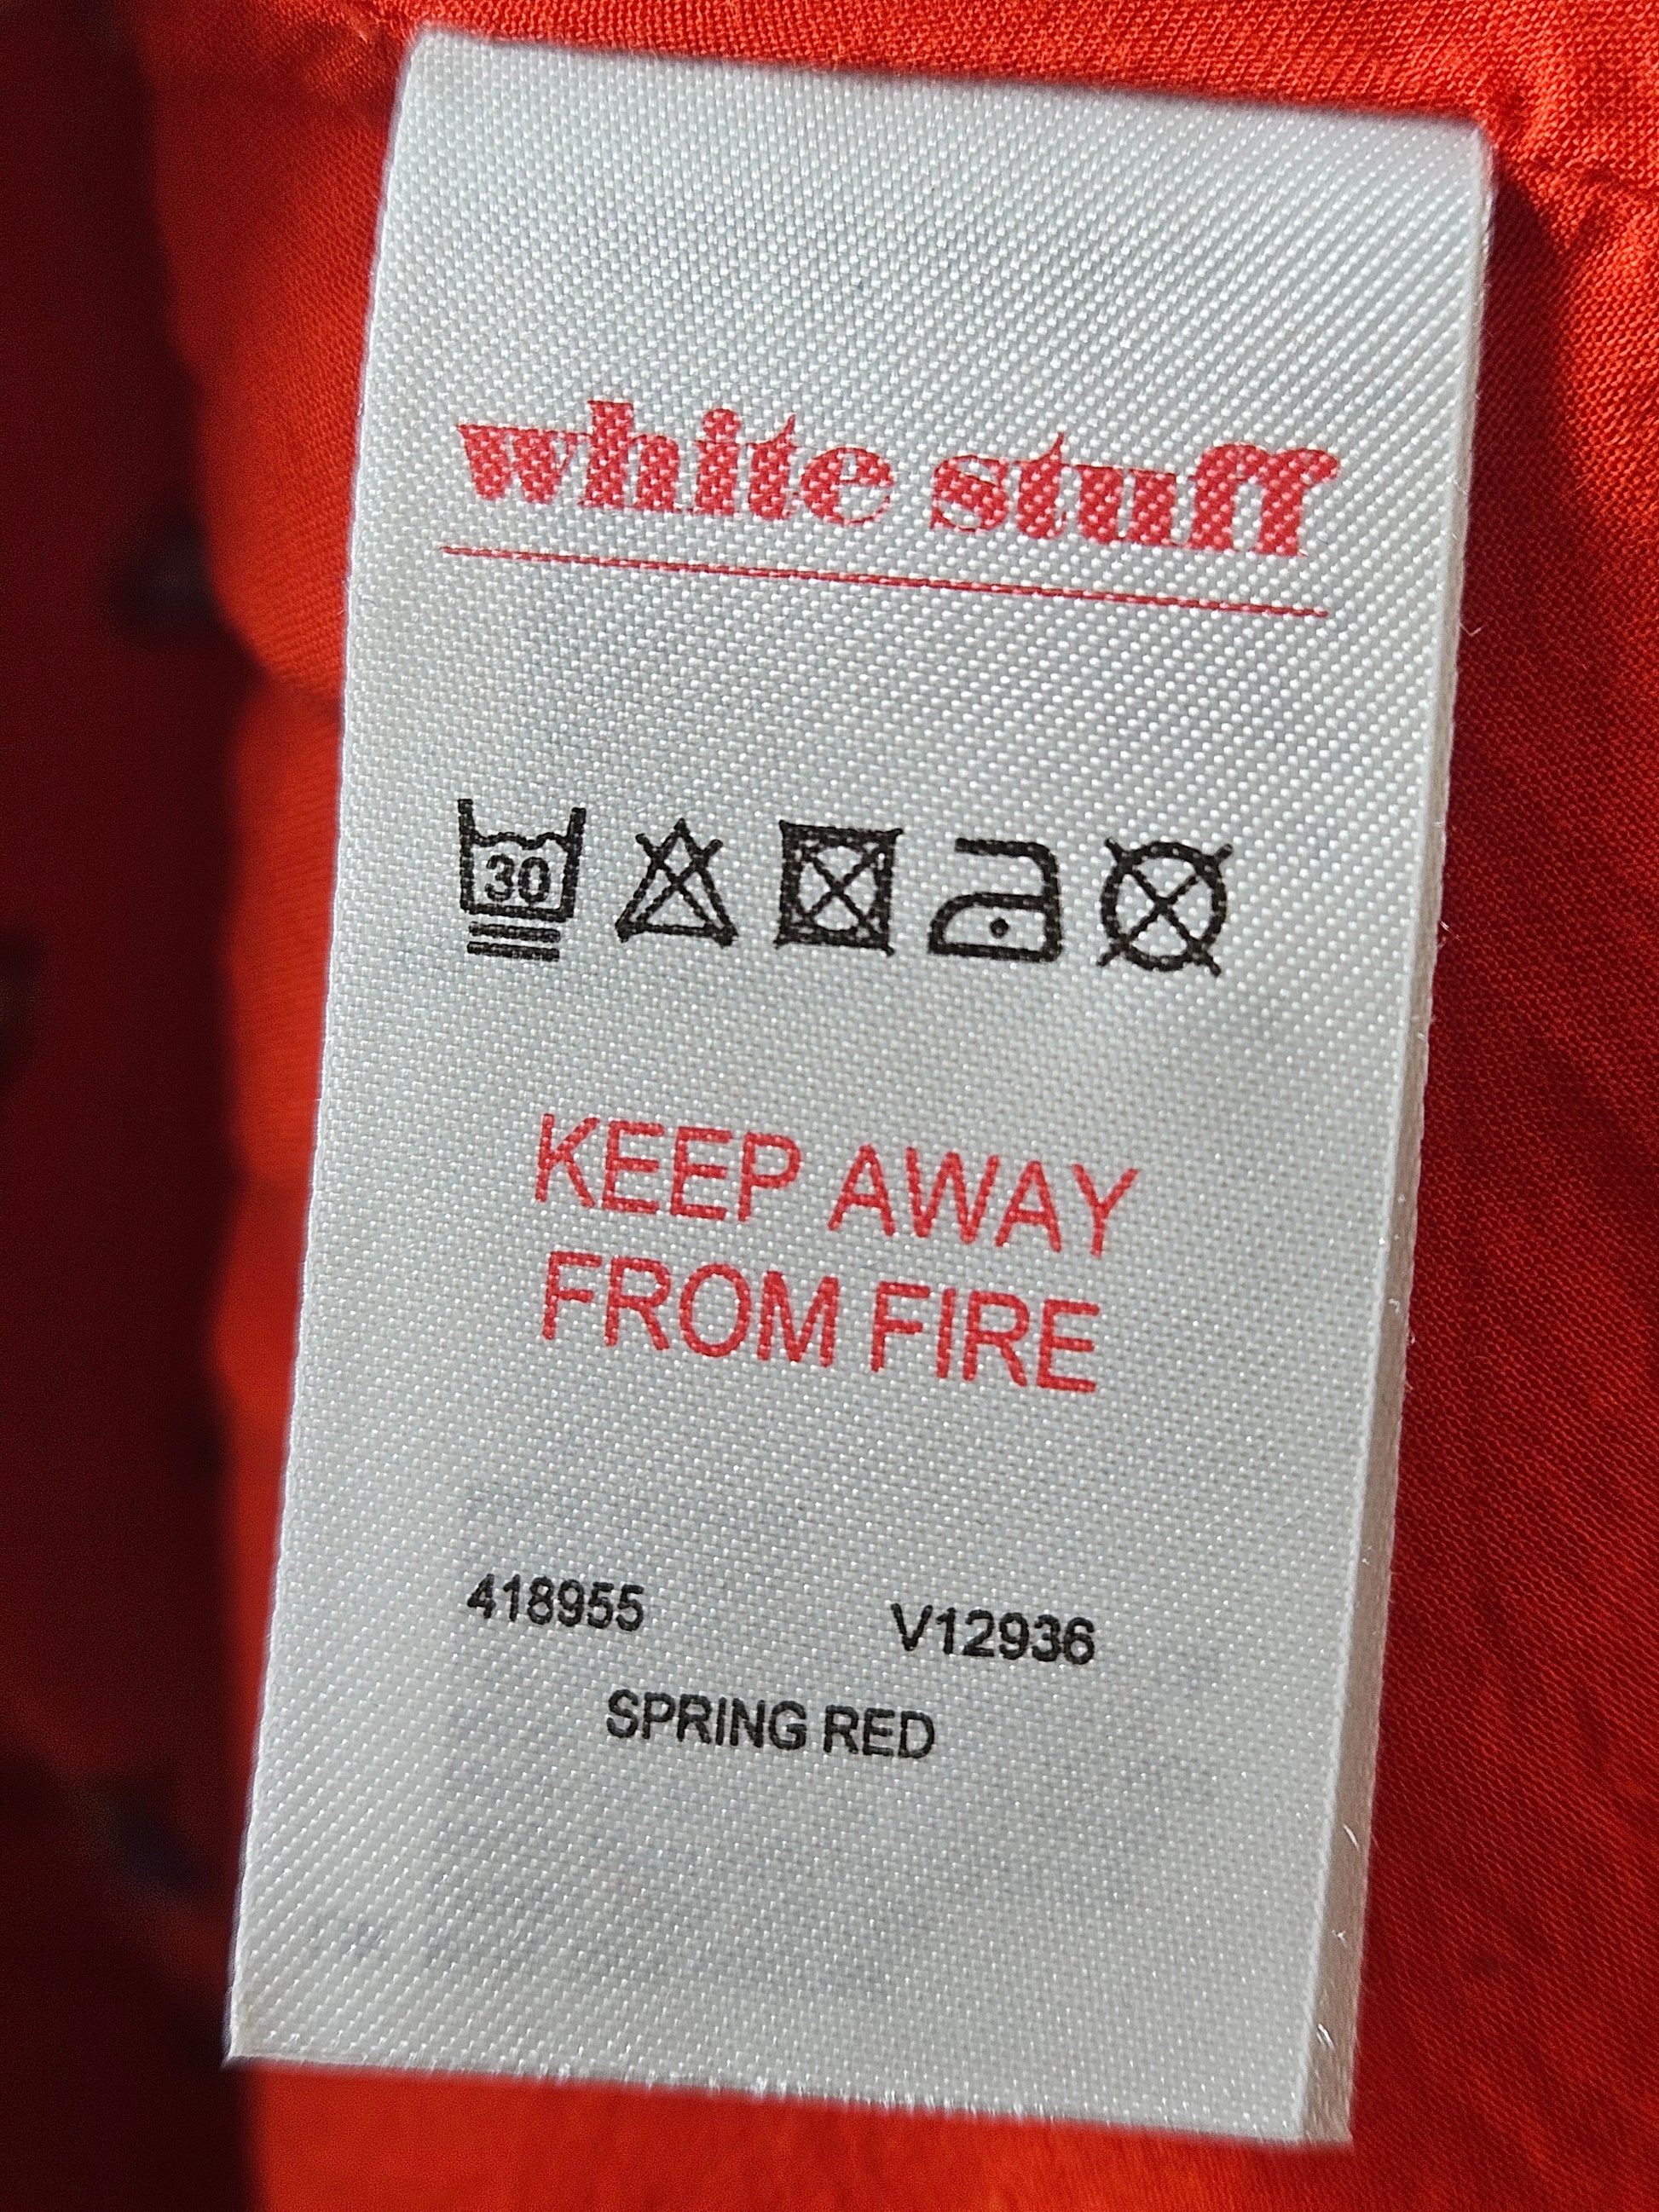 white stuff
30
KEEP AWAY
FROM FIRE
418955 V12936
SPRING RED